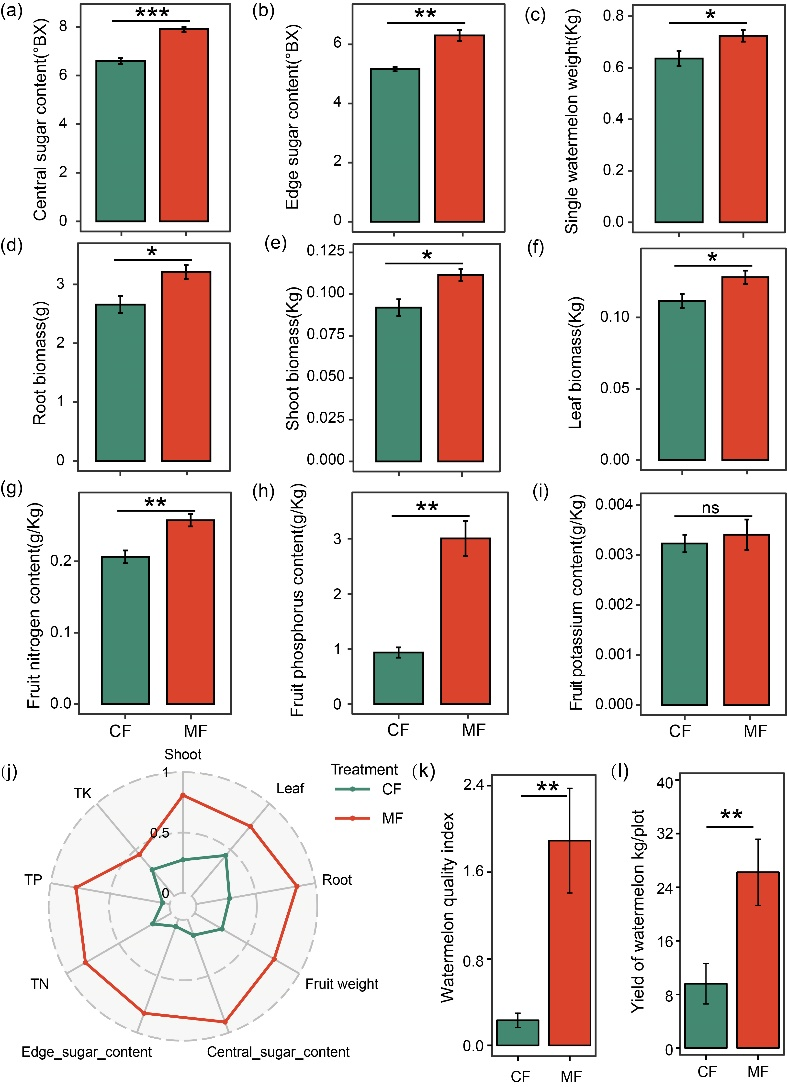 (a)
Central sugar content(°BX)
8
6
4
2
0
***
(b)
Edge sugar content(°BX)
6
4
2
0
**
(c)
Single watermelon weight(Kg)
0.8
0.6
0.4
0.2
0.0
*
(d)
Root biomass(g)
3
2
1
0
*
(e)
Shoot biomass(Kg)
0.125
0.100
0.075
0.050
0.025
0.000
*
(f)
Leaf biomass(Kg)
0.10
0.05
0.00
*
(g)
Fruit nitrogen content(g/Kg)
0.2
0.1
0.0
**
CF
MF
(h)
Fruit phosphorus content(g/Kg)
3
2
1
0
**
CF
MF
(i)
Fruit potassium content(g/Kg)
0.004
0.003
0.002
0.001
0.000
ns
CF
MF
(j)
Shoot
Leaf
Root
Fruit weight
Central_sugar_content
Edge_sugar_content
TN
TP
TK
1
0.5
0
Treatment
CF
MF
(k)
Watermelon quality index
2.4
1.6
0.8
0.0
**
CF
MF
(l)
Yield of watermelon kg/plot
40
32
24
16
8
0
**
CF
MF